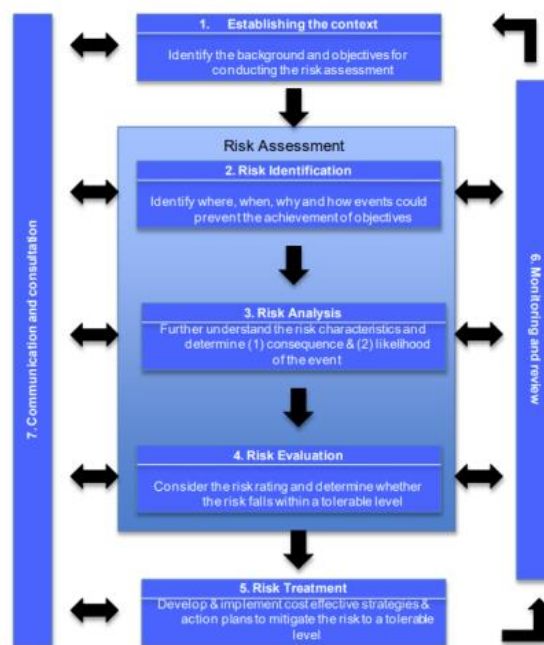 1. Establishing the context
Identify the background and objectives for
conducting the risk assessment
Risk Assessment
2. Risk Identification
Identify where, when, why and how events could
prevent the achievement of objectives
3. Risk Analysis
Further understand the risk characteristics and
determine (1) consequence & (2) likelihood
of the event
4. Risk Evaluation
Consider the risk rating and determine whether
the risk falls within a tolerable level
5. Risk Treatment
Develop & implement cost effective strategies &
action plans to mitigate the risk to a tolerable
level
6. Monitoring and review
7. Communication and consultation